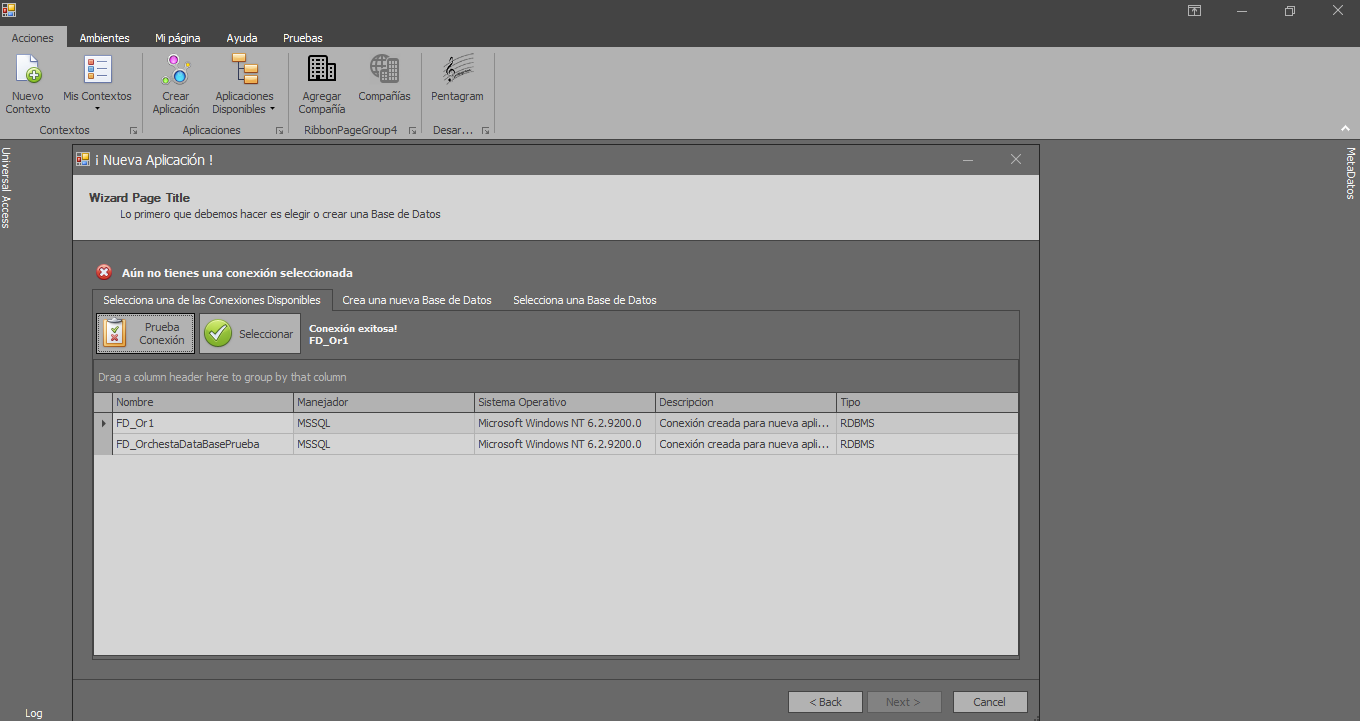 Acciones Ambientes Mi página Ayuda Pruebas
Nuevo Contexto
Mis Contextos
Crear Aplicación
Aplicaciones Disponibles
Agregar Compañía
Compañías
Pentagram
Contextos Aplicaciones RibbonPageGroup4 Desar...
Universal Access
MetaDatos
¡ Nueva Aplicación !
Wizard Page Title
Lo primero que debemos hacer es elegir o crear una Base de Datos
Aún no tienes una conexión seleccionada
Selecciona una de las Conexiones Disponibles Crea una nueva Base de Datos Selecciona una Base de Datos
Prueba Conexión
Seleccionar
Conexión exitosa!
FD_Or1
Drag a column header here to group by that column
Nombre Manejador Sistema Operativo Descripcion Tipo
FD_Or1 MSSQL Microsoft Windows NT 6.2.9200.0 Conexión creada para nueva apli... RDBMS
FD_OrchestaDataBasePrueba MSSQL Microsoft Windows NT 6.2.9200.0 Conexión creada para nueva apli... RDBMS
< Back Next > Cancel
Log